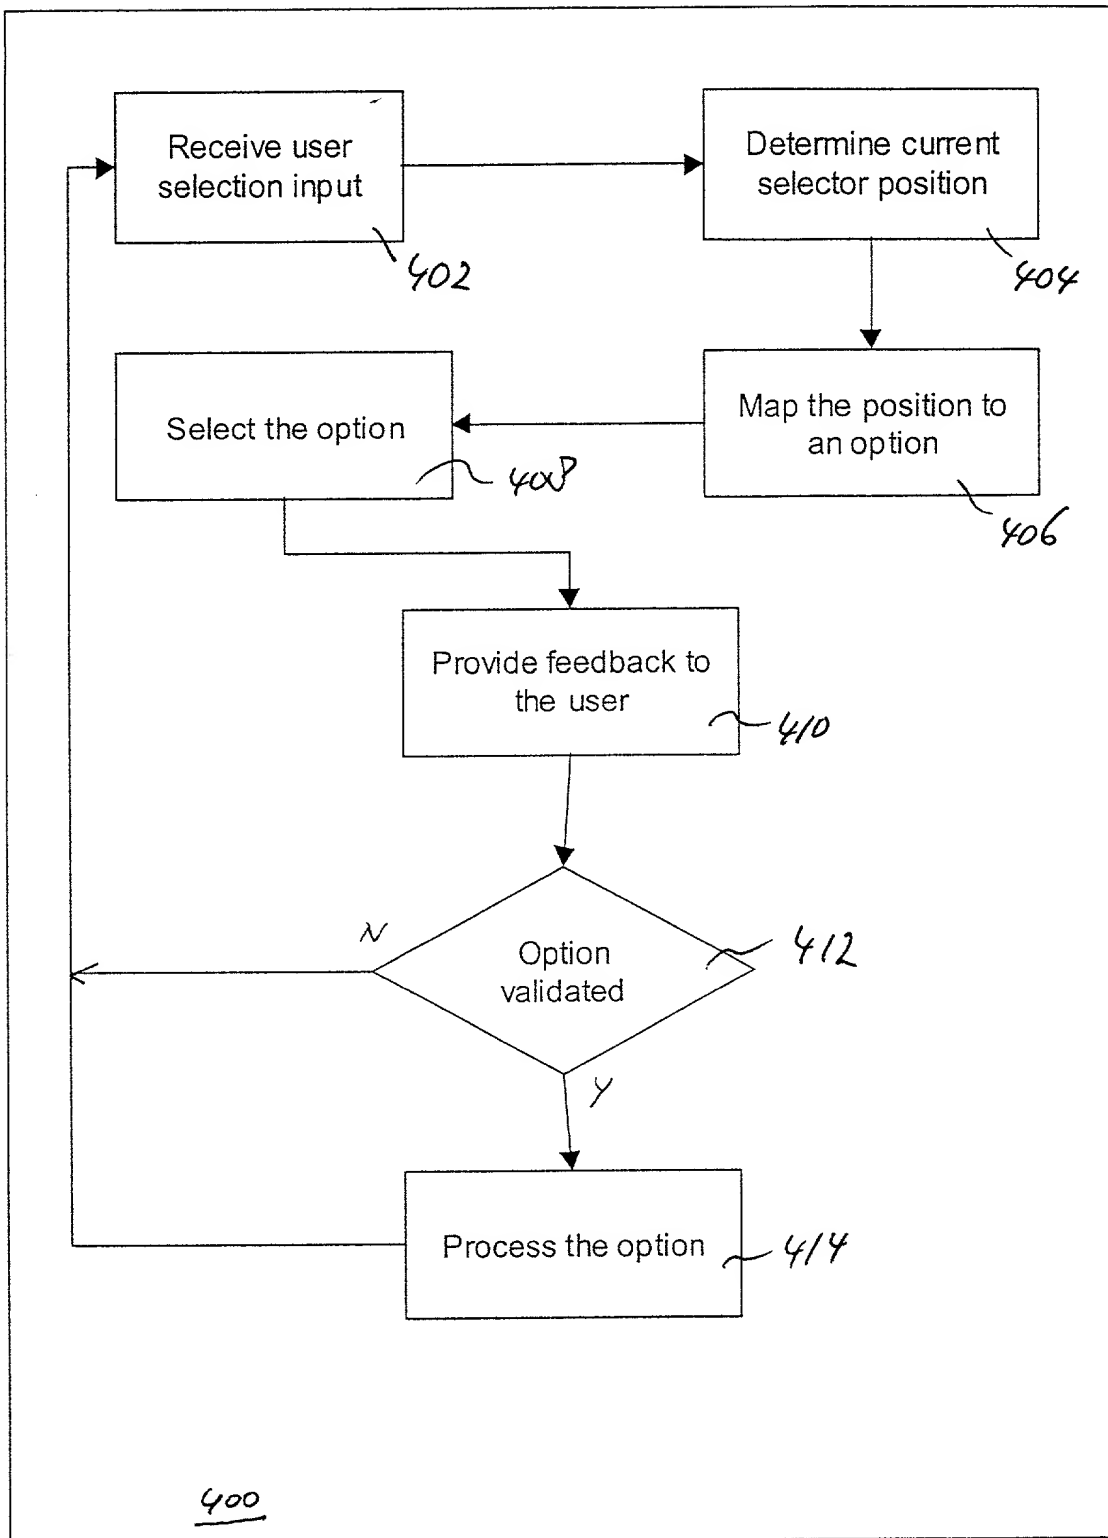 Receive user
selection input
402
Determine current
selector position
404
Select the option
408
Map the position to
an option
406
Provide feedback to
the user
410
N
Option
validated
412
Y
Process the option
414
400